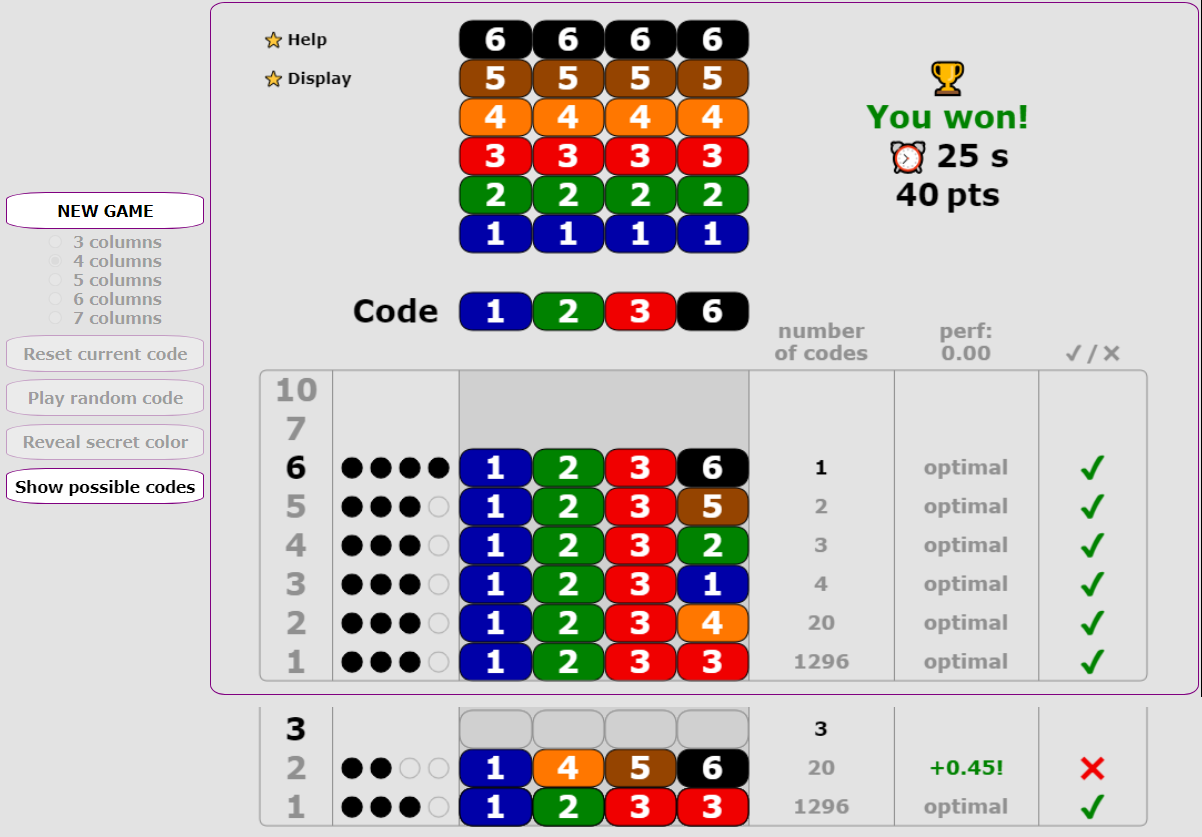 Help
Display
6 6 6 6
5 5 5 5
4 4 4 4
3 3 3 3
2 2 2 2
1 1 1 1
You won!
25 s
40 pts
NEW GAME
3 columns
4 columns
5 columns
6 columns
7 columns
Reset current code
Play random code
Reveal secret color
Show possible codes
Code 1 2 3 6
number of codes
perf: 0.00
✓ / ✕
10
7
6 1 2 3 6 1 optimal ✓
5 1 2 3 5 2 optimal ✓
4 1 2 3 2 3 optimal ✓
3 1 2 3 1 4 optimal ✓
2 1 2 3 4 20 optimal ✓
1 1 2 3 3 1296 optimal ✓
3 3
2 1 4 5 6 20 +0.45! ✕
1 1 2 3 3 1296 optimal ✓